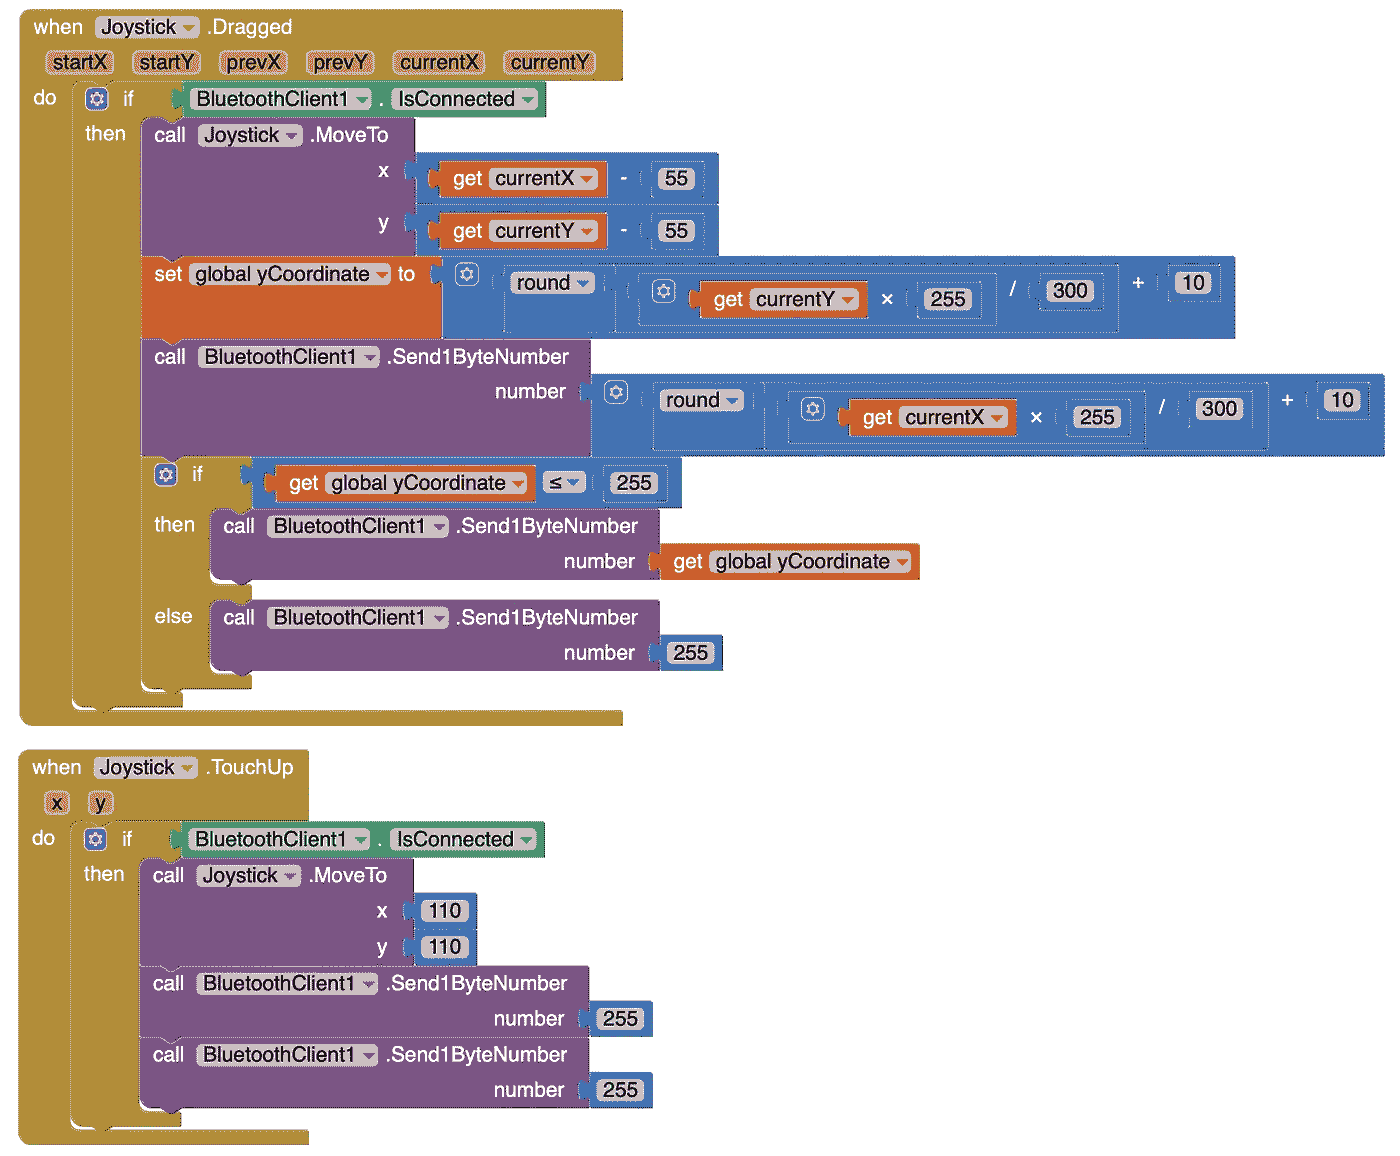 when Joystick .Dragged
startX startY prevX prevY currentX currentY
do if BluetoothClient1 . IsConnected
then call Joystick .MoveTo
x get currentX - 55
y get currentY - 55
set global yCoordinate to round get currentY × 255 / 300 + 10
call BluetoothClient1 .Send1ByteNumber
number round get currentX × 255 / 300 + 10
if get global yCoordinate ≤ 255
then call BluetoothClient1 .Send1ByteNumber
number get global yCoordinate
else call BluetoothClient1 .Send1ByteNumber
number 255
when Joystick .TouchUp
x y
do if BluetoothClient1 . IsConnected
then call Joystick .MoveTo
x 110
y 110
call BluetoothClient1 .Send1ByteNumber
number 255
call BluetoothClient1 .Send1ByteNumber
number 255